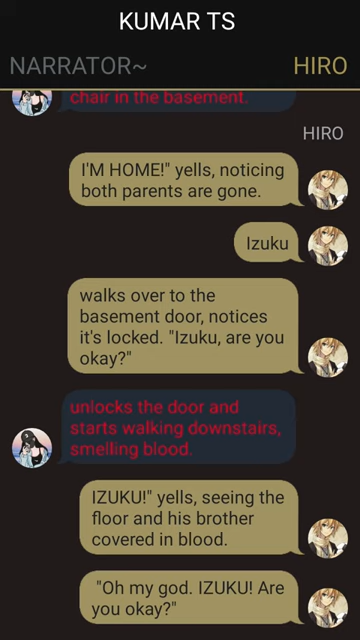 KUMAR TS
NARRATOR~
HIRO
chair in the basement.
HIRO
I'M HOME!" yells, noticing
both parents are gone.
Izuku
walks over to the
basement door, notices
it's locked. "Izuku, are you
okay?"
unlocks the door and
starts walking downstairs,
smelling blood.
IZUKU!" yells, seeing the
floor and his brother
covered in blood.
"Oh my god. IZUKU! Are
you okay?"